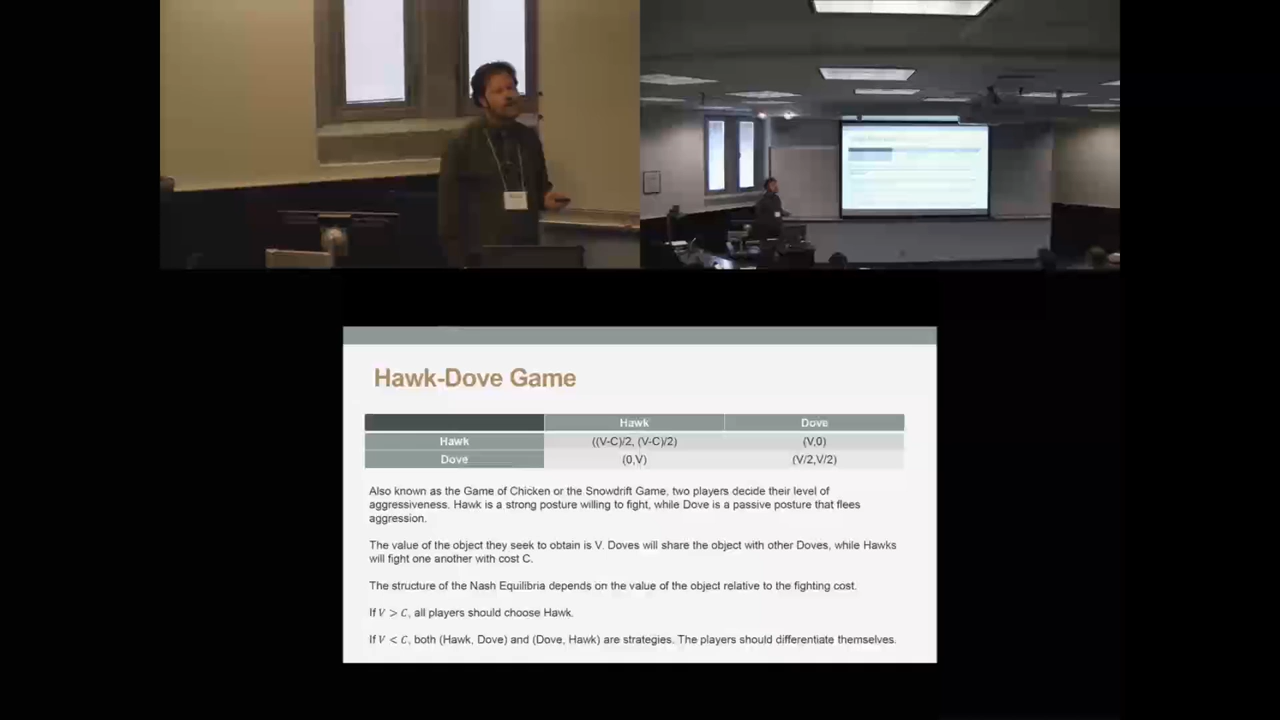 Hawk-Dove Game
Hawk Dove
Hawk ((V-C)/2, (V-C)/2) (V,0)
Dove (0,V) (V/2,V/2)
Also known as the Game of Chicken or the Snowdrift Game, two players decide their level of
aggressiveness. Hawk is a strong posture willing to fight, while Dove is a passive posture that flees
aggression.
The value of the object they seek to obtain is V. Doves will share the object with other Doves, while Hawks
will fight one another with cost C.
The structure of the Nash Equilibria depends on the value of the object relative to the fighting cost.
If V > C, all players should choose Hawk.
If V < C, both (Hawk, Dove) and (Dove, Hawk) are strategies. The players should differentiate themselves.